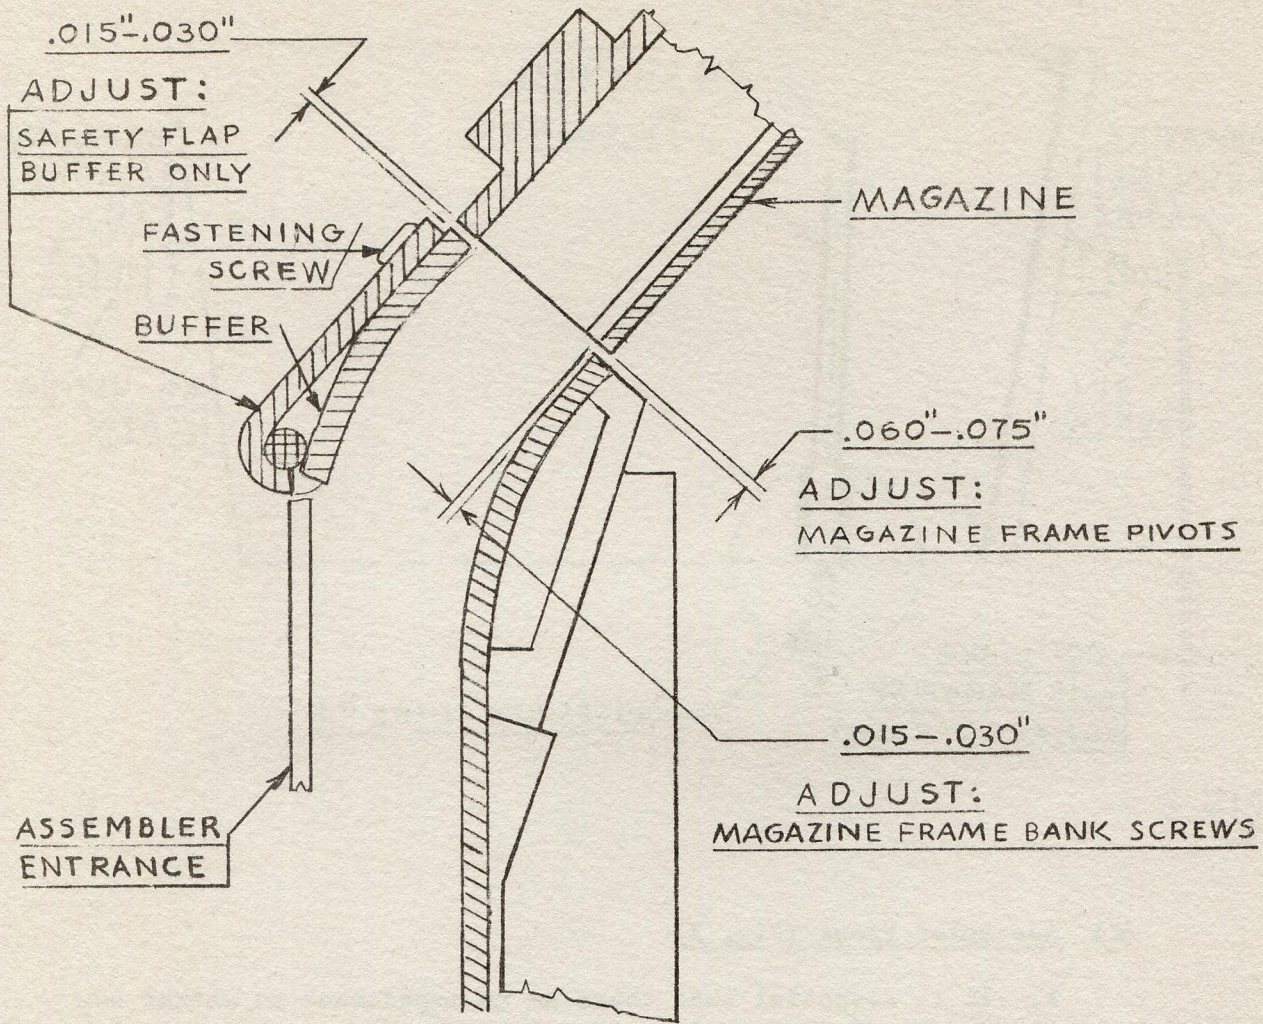 .015"-.030"
ADJUST:
SAFETY FLAP
BUFFER ONLY
FASTENING
SCREW
BUFFER
MAGAZINE
.060"-.075"
ADJUST:
MAGAZINE FRAME PIVOTS
.015-.030"
ADJUST:
MAGAZINE FRAME BANK SCREWS
ASSEMBLER
ENTRANCE